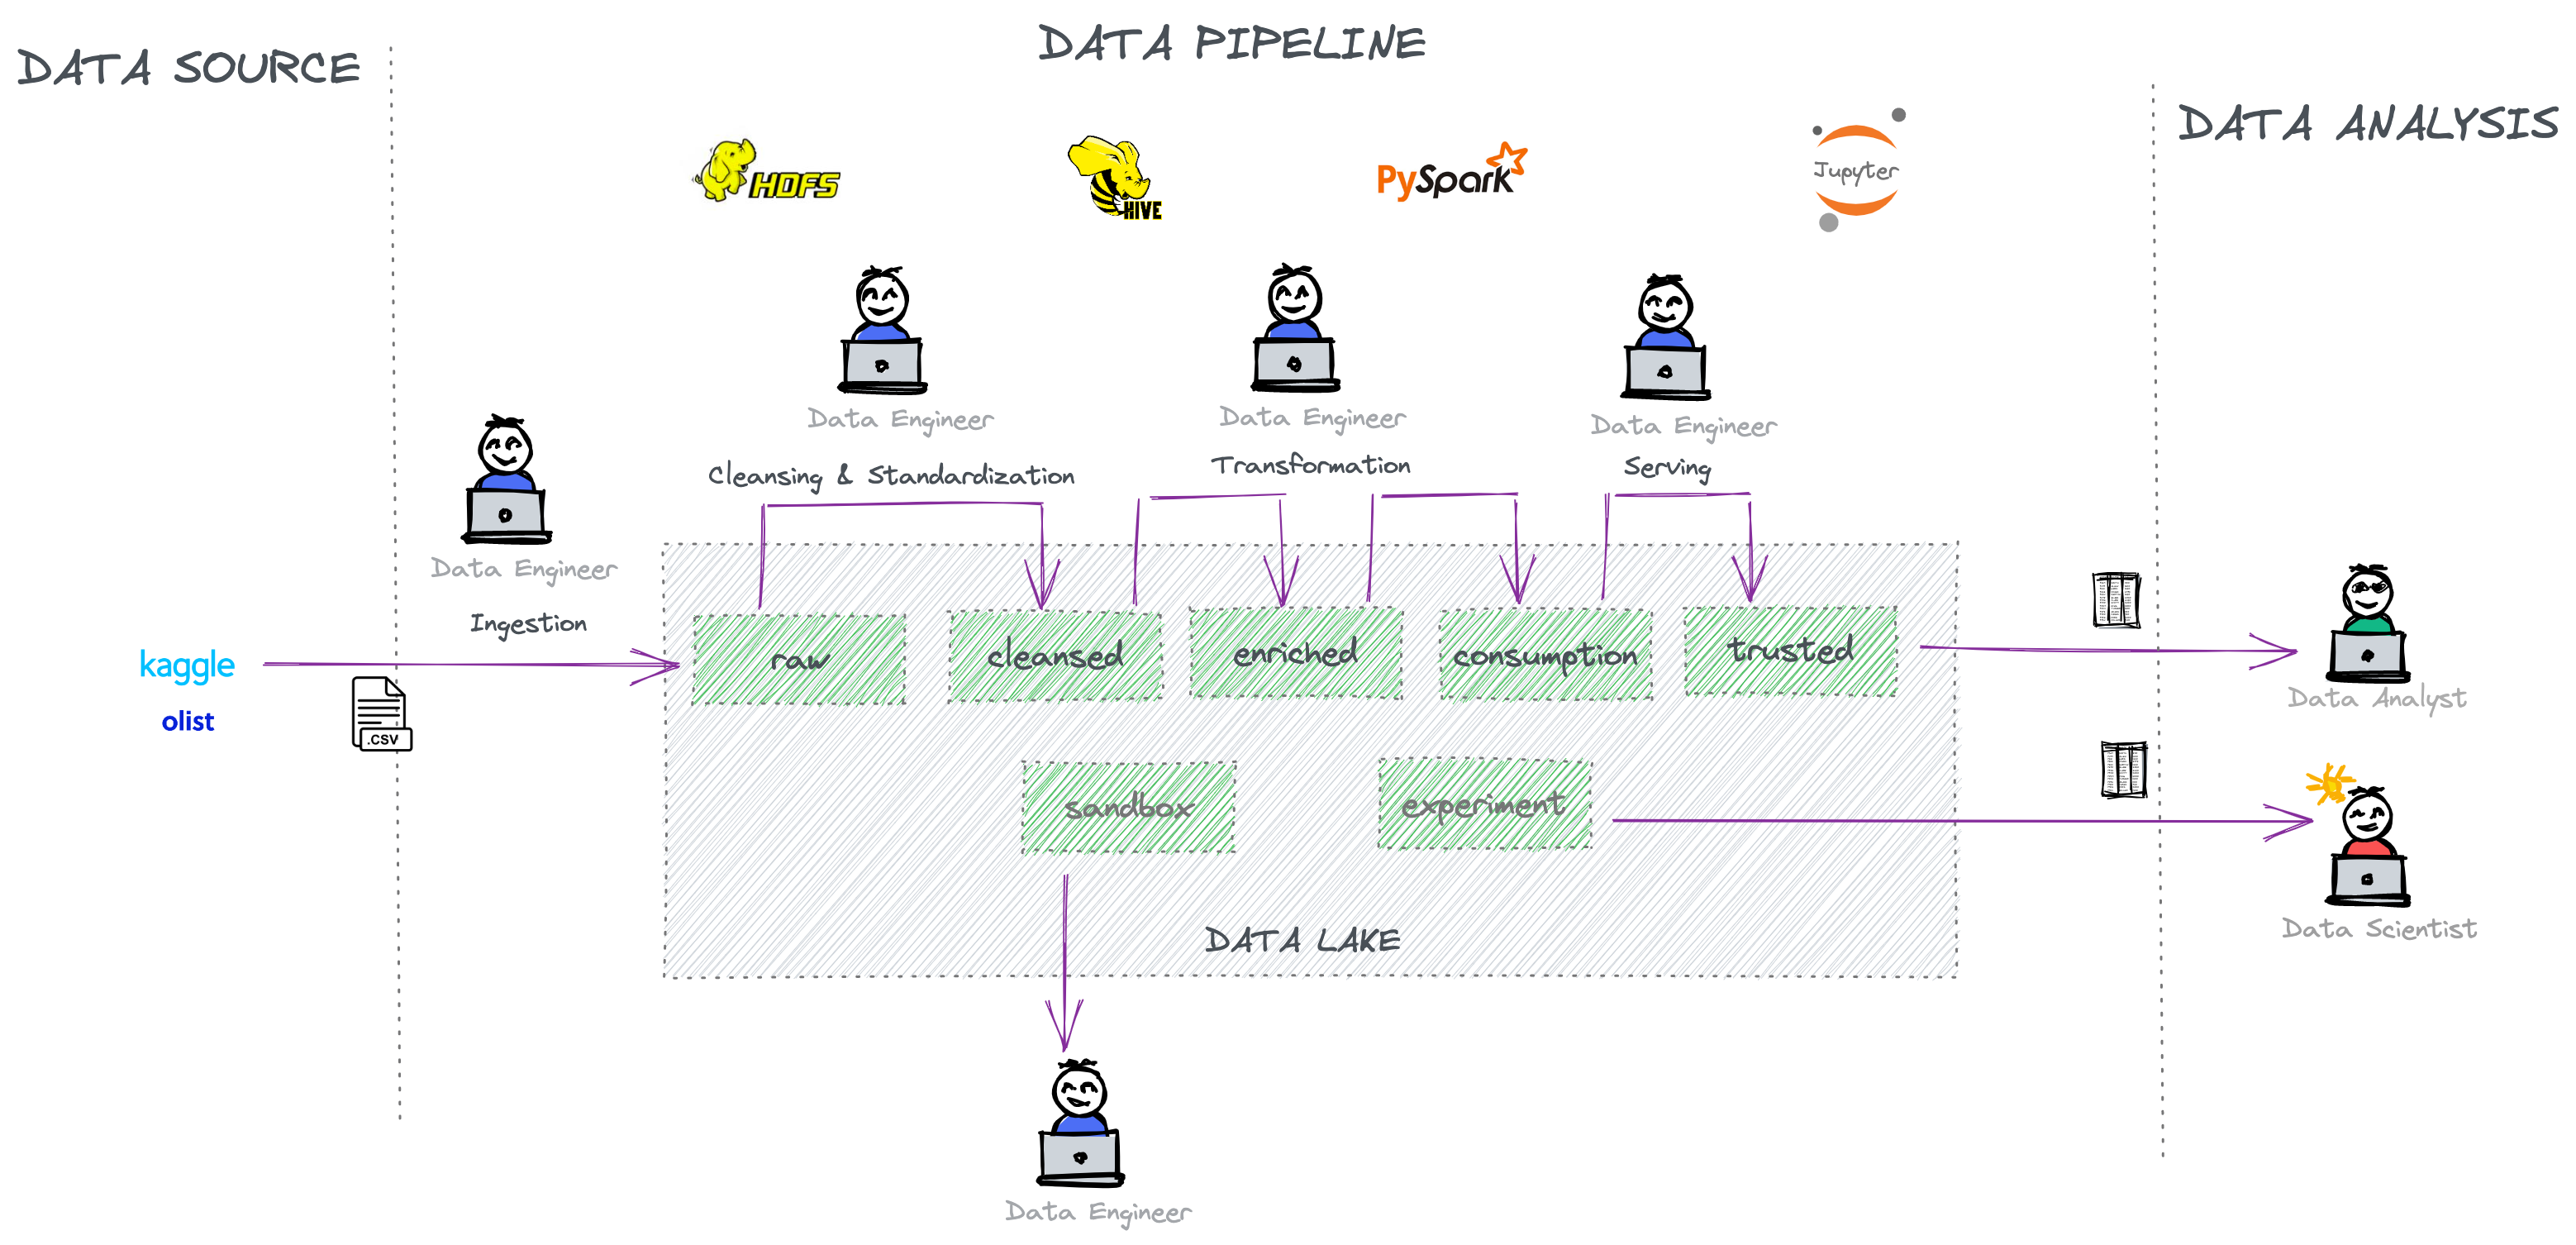 DATA SOURCE
DATA PIPELINE
DATA ANALYSIS
HDFS
HIVE
PySpark
Jupyter
Data Engineer
Data Engineer
Data Engineer
Data Engineer
Cleansing & Standardization
Transformation
Serving
Ingestion
kaggle
olist
.CSV
raw
cleansed
enriched
consumption
trusted
sandbox
experiment
DATA LAKE
Data Analyst
Data Scientist
Data Engineer